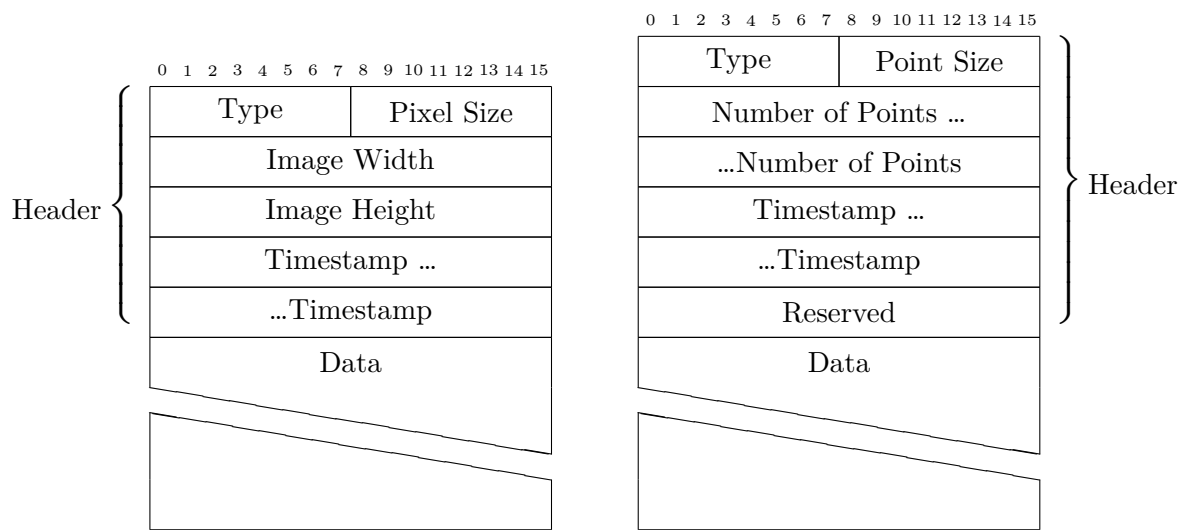 0 1 2 3 4 5 6 7 8 9 10 11 12 13 14 15
Type Pixel Size
Image Width
Image Height
Timestamp …
…Timestamp
Data
Header
0 1 2 3 4 5 6 7 8 9 10 11 12 13 14 15
Type Point Size
Number of Points …
…Number of Points
Timestamp …
…Timestamp
Reserved
Data
Header